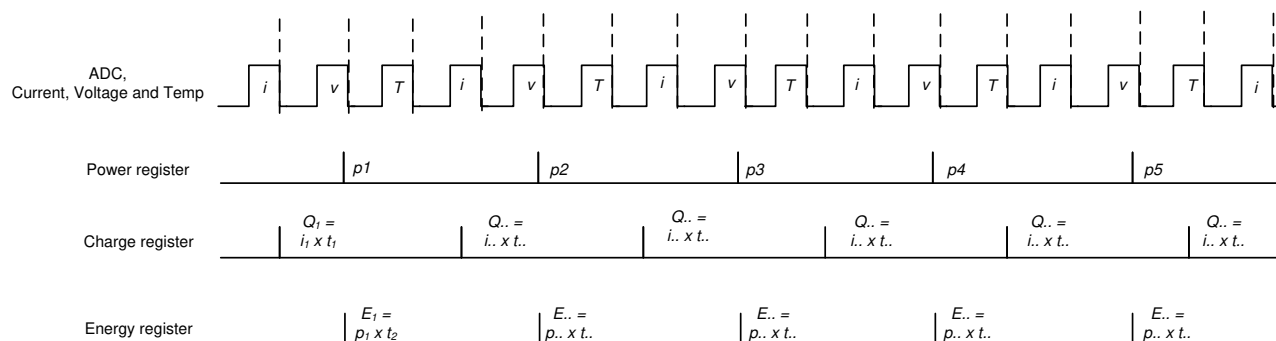 ADC,
Current, Voltage and Temp
i v T i v T i v T i v T i v T i
Power register
p1 p2 p3 p4 p5
Charge register
Q₁ = Q.. = Q.. = Q.. = Q.. = Q.. =
i₁ x t₁ i.. x t.. i.. x t.. i.. x t.. i.. x t.. i.. x t..
Energy register
E₁ = E.. = E.. = E.. = E.. =
p₁ x t₂ p.. x t.. p.. x t.. p.. x t.. p.. x t..